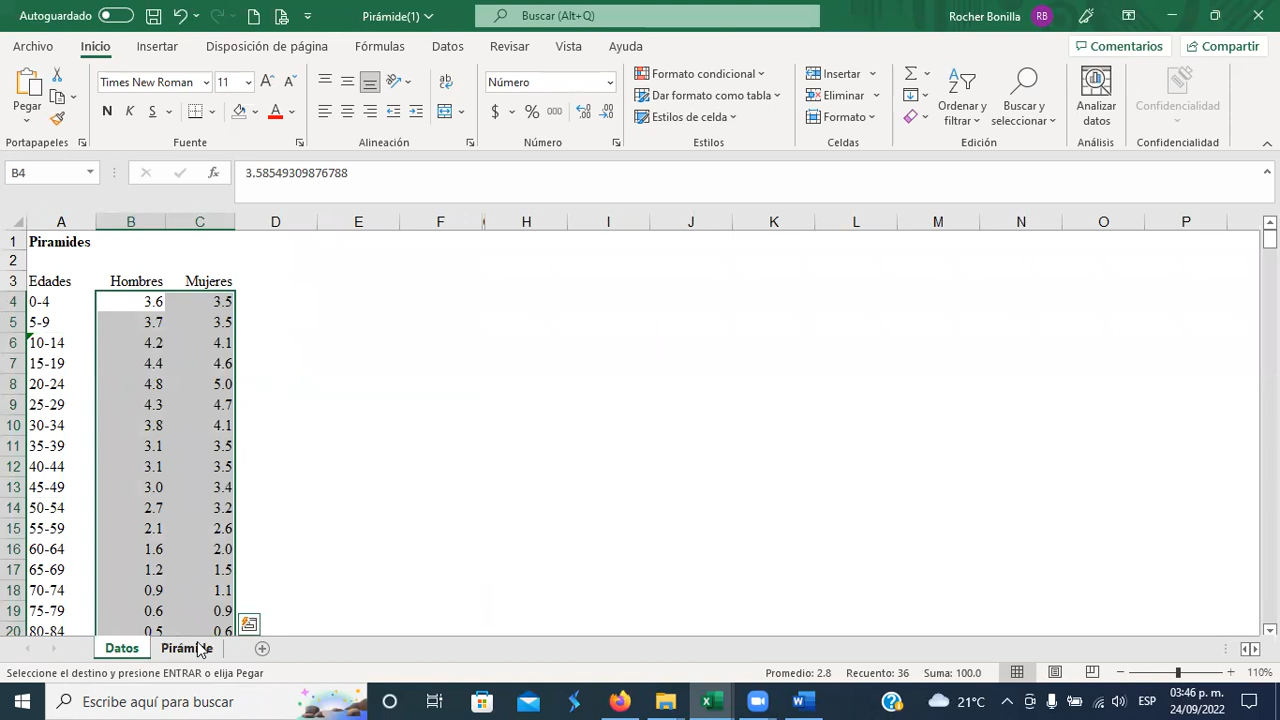 Autoguardado Pirámide(1) Buscar (Alt+Q) Rocher Bonilla RB
Archivo Inicio Insertar Disposición de página Fórmulas Datos Revisar Vista Ayuda Comentarios Compartir
Pegar
Portapapeles
Times New Roman 11
N K S
Fuente
Alineación
Número
$ % 000
Número
Formato condicional
Dar formato como tabla
Estilos de celda
Estilos
Insertar
Eliminar
Formato
Celdas
Ordenar y filtrar
Buscar y seleccionar
Edición
Analizar datos
Análisis
Confidencialidad
Confidencialidad
B4 fx 3.58549309876788
A B C D E F H I J K L M N O P
1 Piramides
2
3 Edades Hombres Mujeres
4 0-4 3.6 3.5
5 5-9 3.7 3.5
6 10-14 4.2 4.1
7 15-19 4.4 4.6
8 20-24 4.8 5.0
9 25-29 4.3 4.7
10 30-34 3.8 4.1
11 35-39 3.1 3.5
12 40-44 3.1 3.5
13 45-49 3.0 3.4
14 50-54 2.7 3.2
15 55-59 2.1 2.6
16 60-64 1.6 2.0
17 65-69 1.2 1.5
18 70-74 0.9 1.1
19 75-79 0.6 0.9
20 80-84 0.5 0.6
Datos Pirámide
Seleccione el destino y presione ENTRAR o elija Pegar Promedio: 2.8 Recuento: 36 Suma: 100.0 110%
Escribe aquí para buscar 21°C ESP 03:46 p. m.
24/09/2022